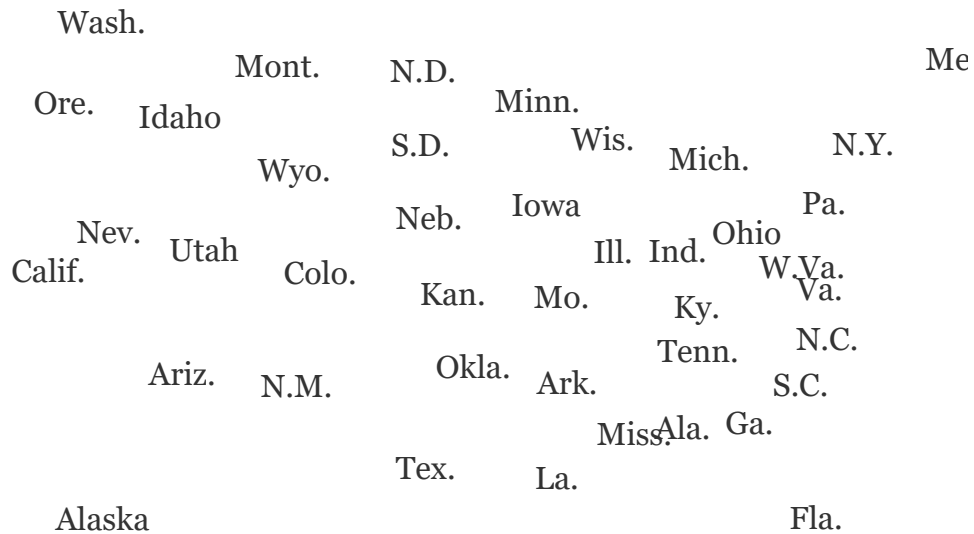 Wash.
Me
Mont.
N.D.
Minn.
Ore.
Idaho
Wis.
S.D.
N.Y.
Mich.
Wyo.
Pa.
Iowa
Neb.
Nev.
Ohio
Utah
Ill.
Ind.
W.Va.
Calif.
Colo.
Va.
Kan.
Mo.
Ky.
N.C.
Tenn.
Okla.
Ariz.
N.M.
Ark.
S.C.
Ga.
Ala.
Miss.
Tex.
La.
Alaska
Fla.